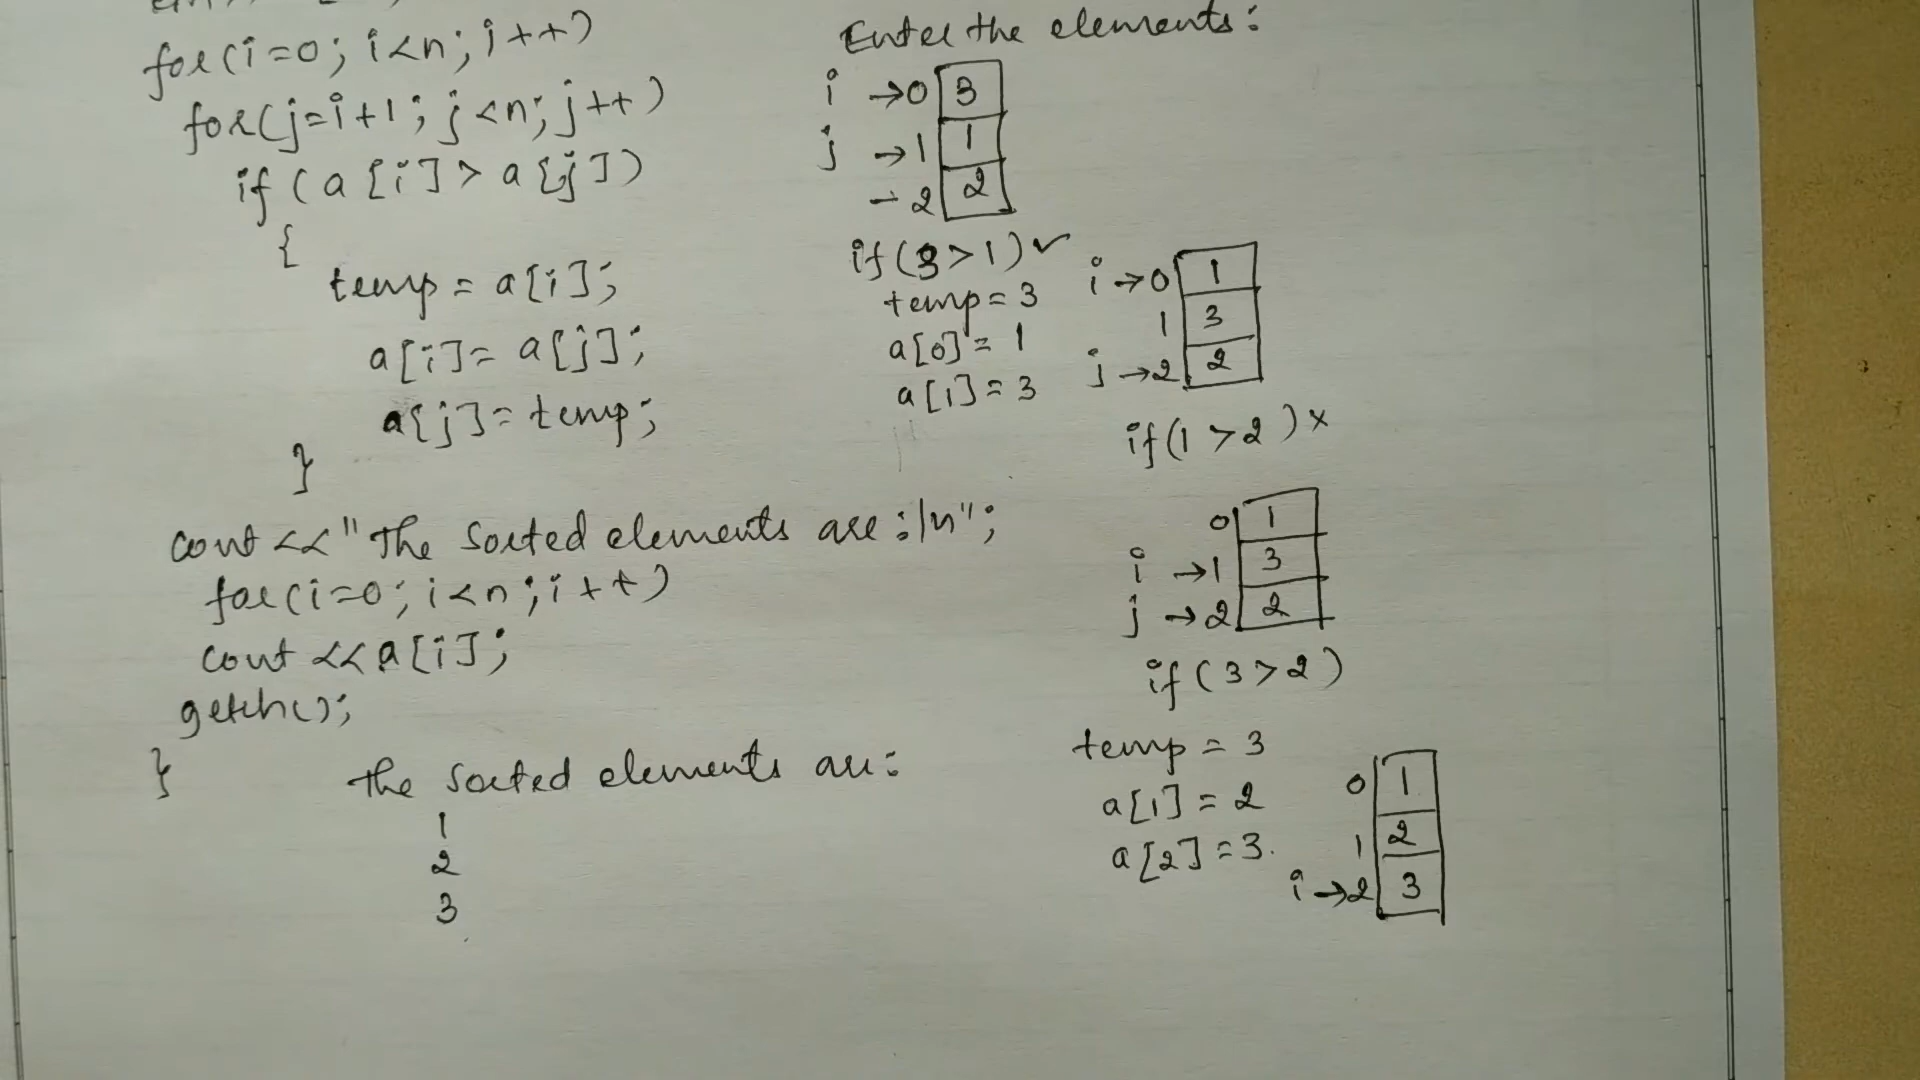 for(i=0; i<n; i++)
for(j=i+1; j<n; j++)
if(a[i]>a[j])
{
temp=a[i];
a[i]=a[j];
a[j]=temp;
}
cout<<"The Sorted elements are:\n";
for(i=0; i<n; i++)
cout<<a[i];
getch();
}
The Sorted elements are:
1
2
3
Enter the elements:
i →0 3
j →1 1
-2 2
if(3>1)✓
temp=3
a[0]=1
a[1]=3
i→0 1
1 3
j→2 2
if(1>2)x
0 1
i →1 3
j →2 2
if(3>2)
temp=3
a[1]=2
a[2]=3.
0 1
1 2
i→2 3